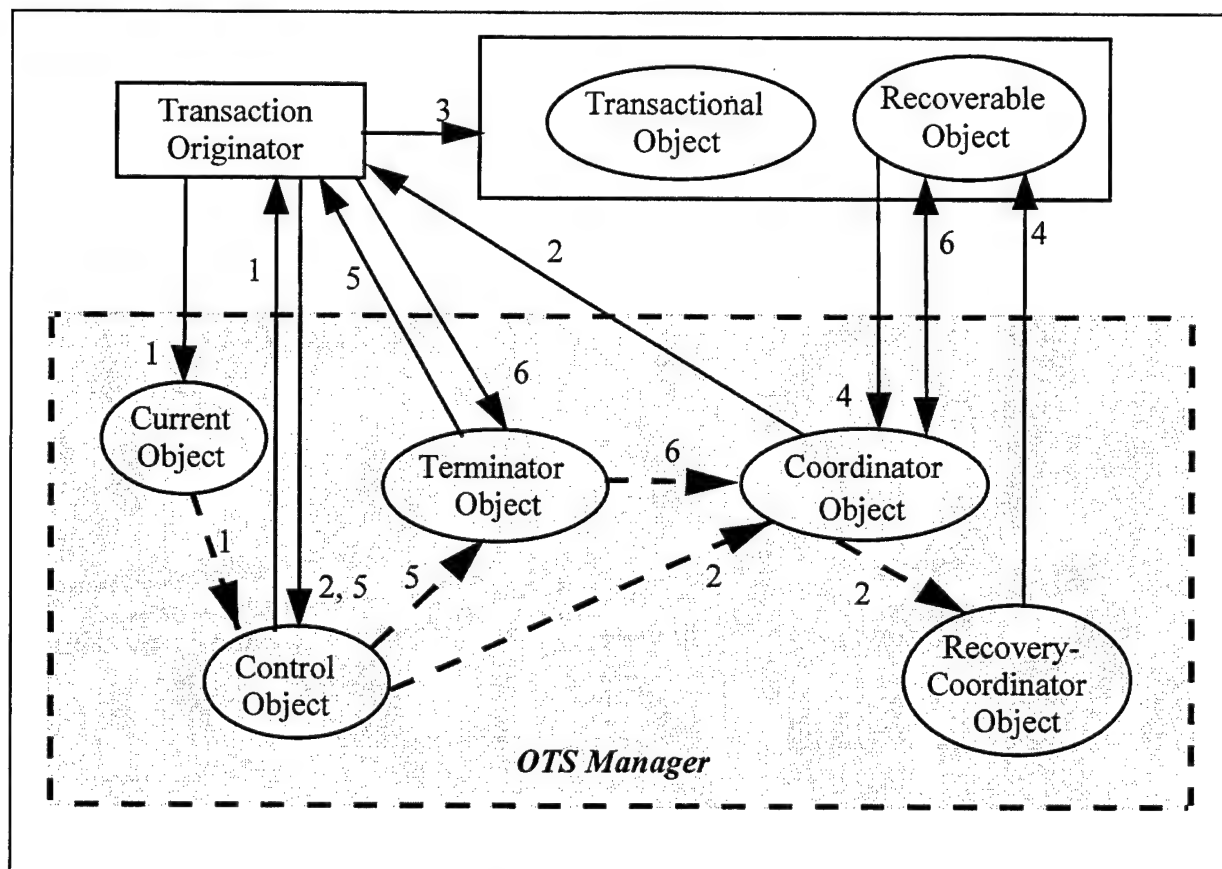 Transaction
Originator
3
Transactional
Object
Recoverable
Object
1
5
2
6
4
1
6
4
Current
Object
Terminator
Object
6
Coordinator
Object
1
2, 5
5
2
2
Control
Object
Recovery-
Coordinator
Object
OTS Manager